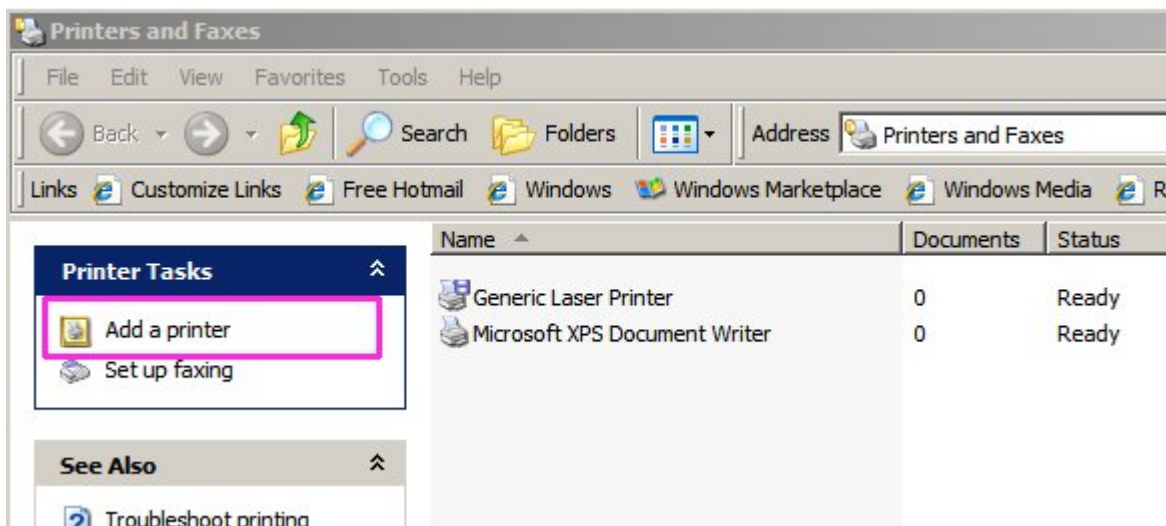 Printers and Faxes
File Edit View Favorites Tools Help
Back Search Folders Address Printers and Faxes
Links Customize Links Free Hotmail Windows Windows Marketplace Windows Media R
Name Documents Status
Printer Tasks
Generic Laser Printer 0 Ready
Add a printer
Microsoft XPS Document Writer 0 Ready
Set up faxing
See Also
Troubleshoot printing